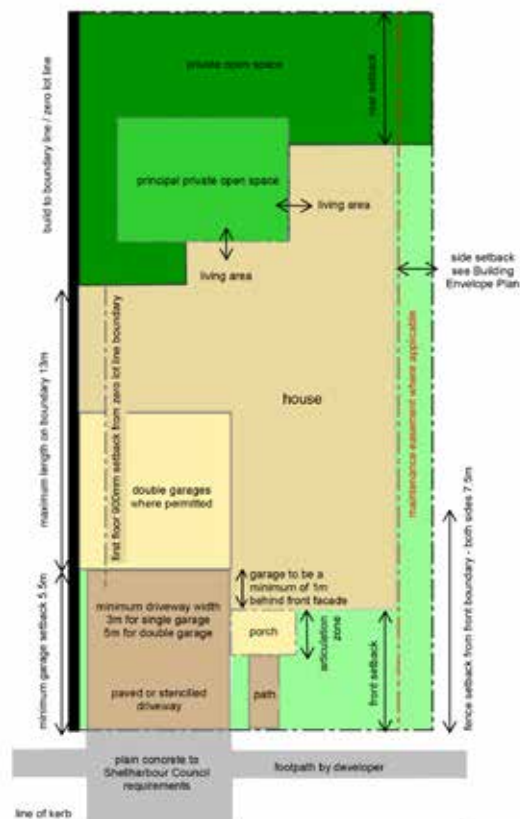 private open space
rear setback
build to boundary line / zero lot line
principal private open space
living area
living area
side setback
see Building
Envelope Plan
maximum length on boundary 13m
first floor 900mm setback from zero lot line boundary
house
maintenance easement where applicable
double garages
where permitted
fence setback from front boundary - both sides 7.5m
garage to be a
minimum of 1m
behind front facade
minimum garage setback 5.5m
minimum driveway width
3m for single garage
5m for double garage
porch
articulation
zone
front setback
paved or stencilled
driveway
path
plain concrete to
Shellharbour Council
requirements
footpath by developer
line of kerb